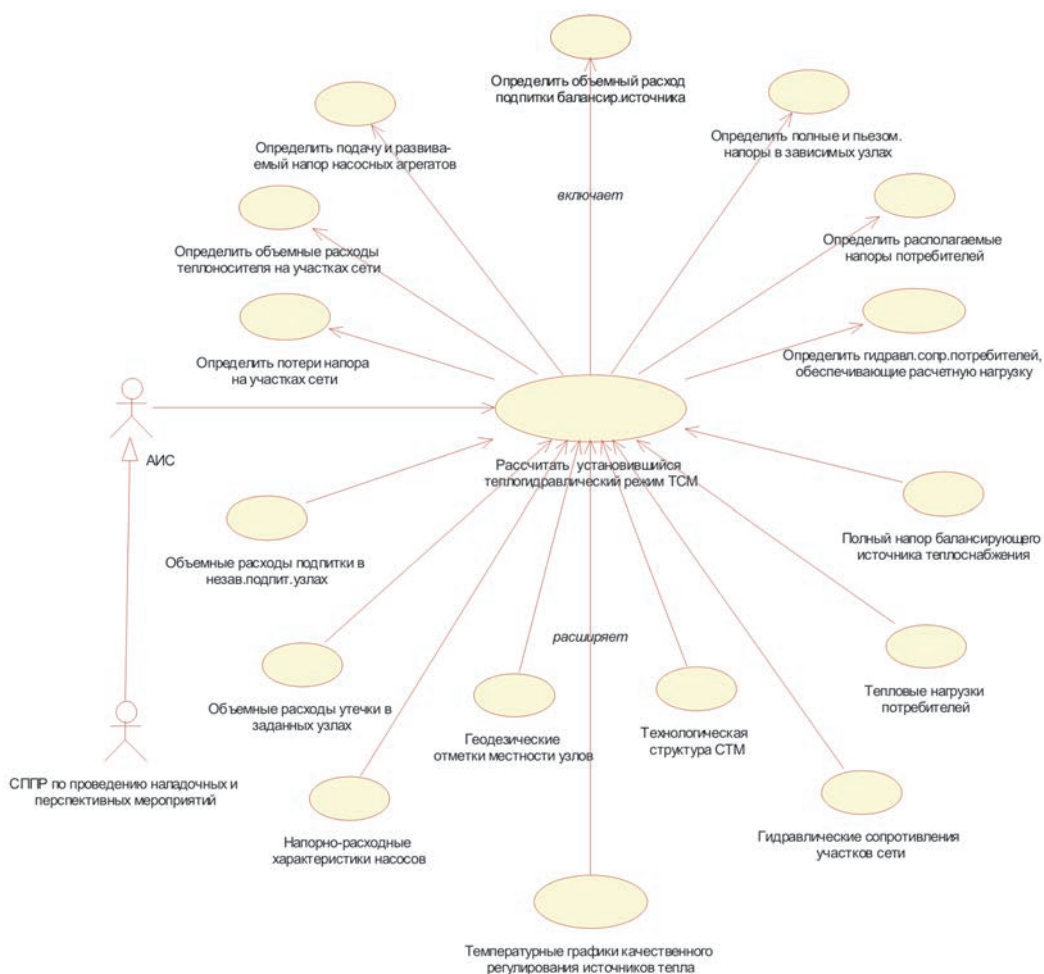 Определить объемный расход
подпитки балансир.источника
Определить подачу и развива-
емый напор насосных агрегатов
Определить полные и пьезом.
напоры в зависимых узлах
включает
Определить объемные расходы
теплоносителя на участках сети
Определить располагаемые
напоры потребителей
Определить потери напора
на участках сети
Определить гидравл.сопр.потребителей,
обеспечивающие расчетную нагрузку
АИС
Рассчитать установившийся
теплогидравлический режим ТСМ
Объемные расходы подпитки в
незав.подпит.узлах
Полный напор балансирующего
источника теплоснабжения
расширяет
Объемные расходы утечки в
заданных узлах
Геодезические
отметки местности узлов
Технологическая
структура СТМ
Тепловые нагрузки
потребителей
СППР по проведению наладочных и
перспективных мероприятий
Напорно-расходные
характеристики насосов
Гидравлические сопротивления
участков сети
Температурные графики качественного
регулирования источников тепла